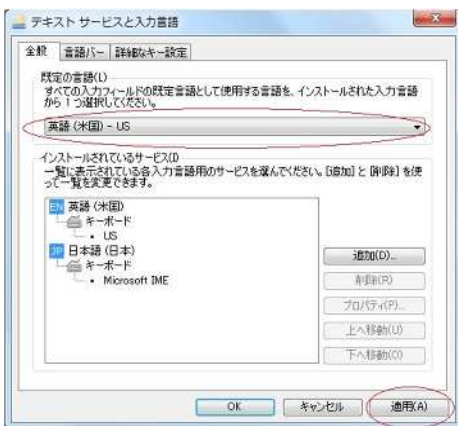 テキスト サービスと入力言語
全般 言語バー 詳細なキー設定
既定の言語(L)
すべての入力フィールドの既定言語として使用する言語を、インストールされた入力言語
から 1 つ選択してください。
英語 (米国) - US
インストールされているサービス(I)
一覧に表示されている各入力言語用のサービスを選んでください。[追加] と [削除] を使
って一覧を変更できます。
EN 英語 (米国)
キーボード
US
JP 日本語 (日本)
キーボード
Microsoft IME
追加(D)...
削除(R)
プロパティ(P)...
上へ移動(U)
下へ移動(O)
OK キャンセル 適用(A)